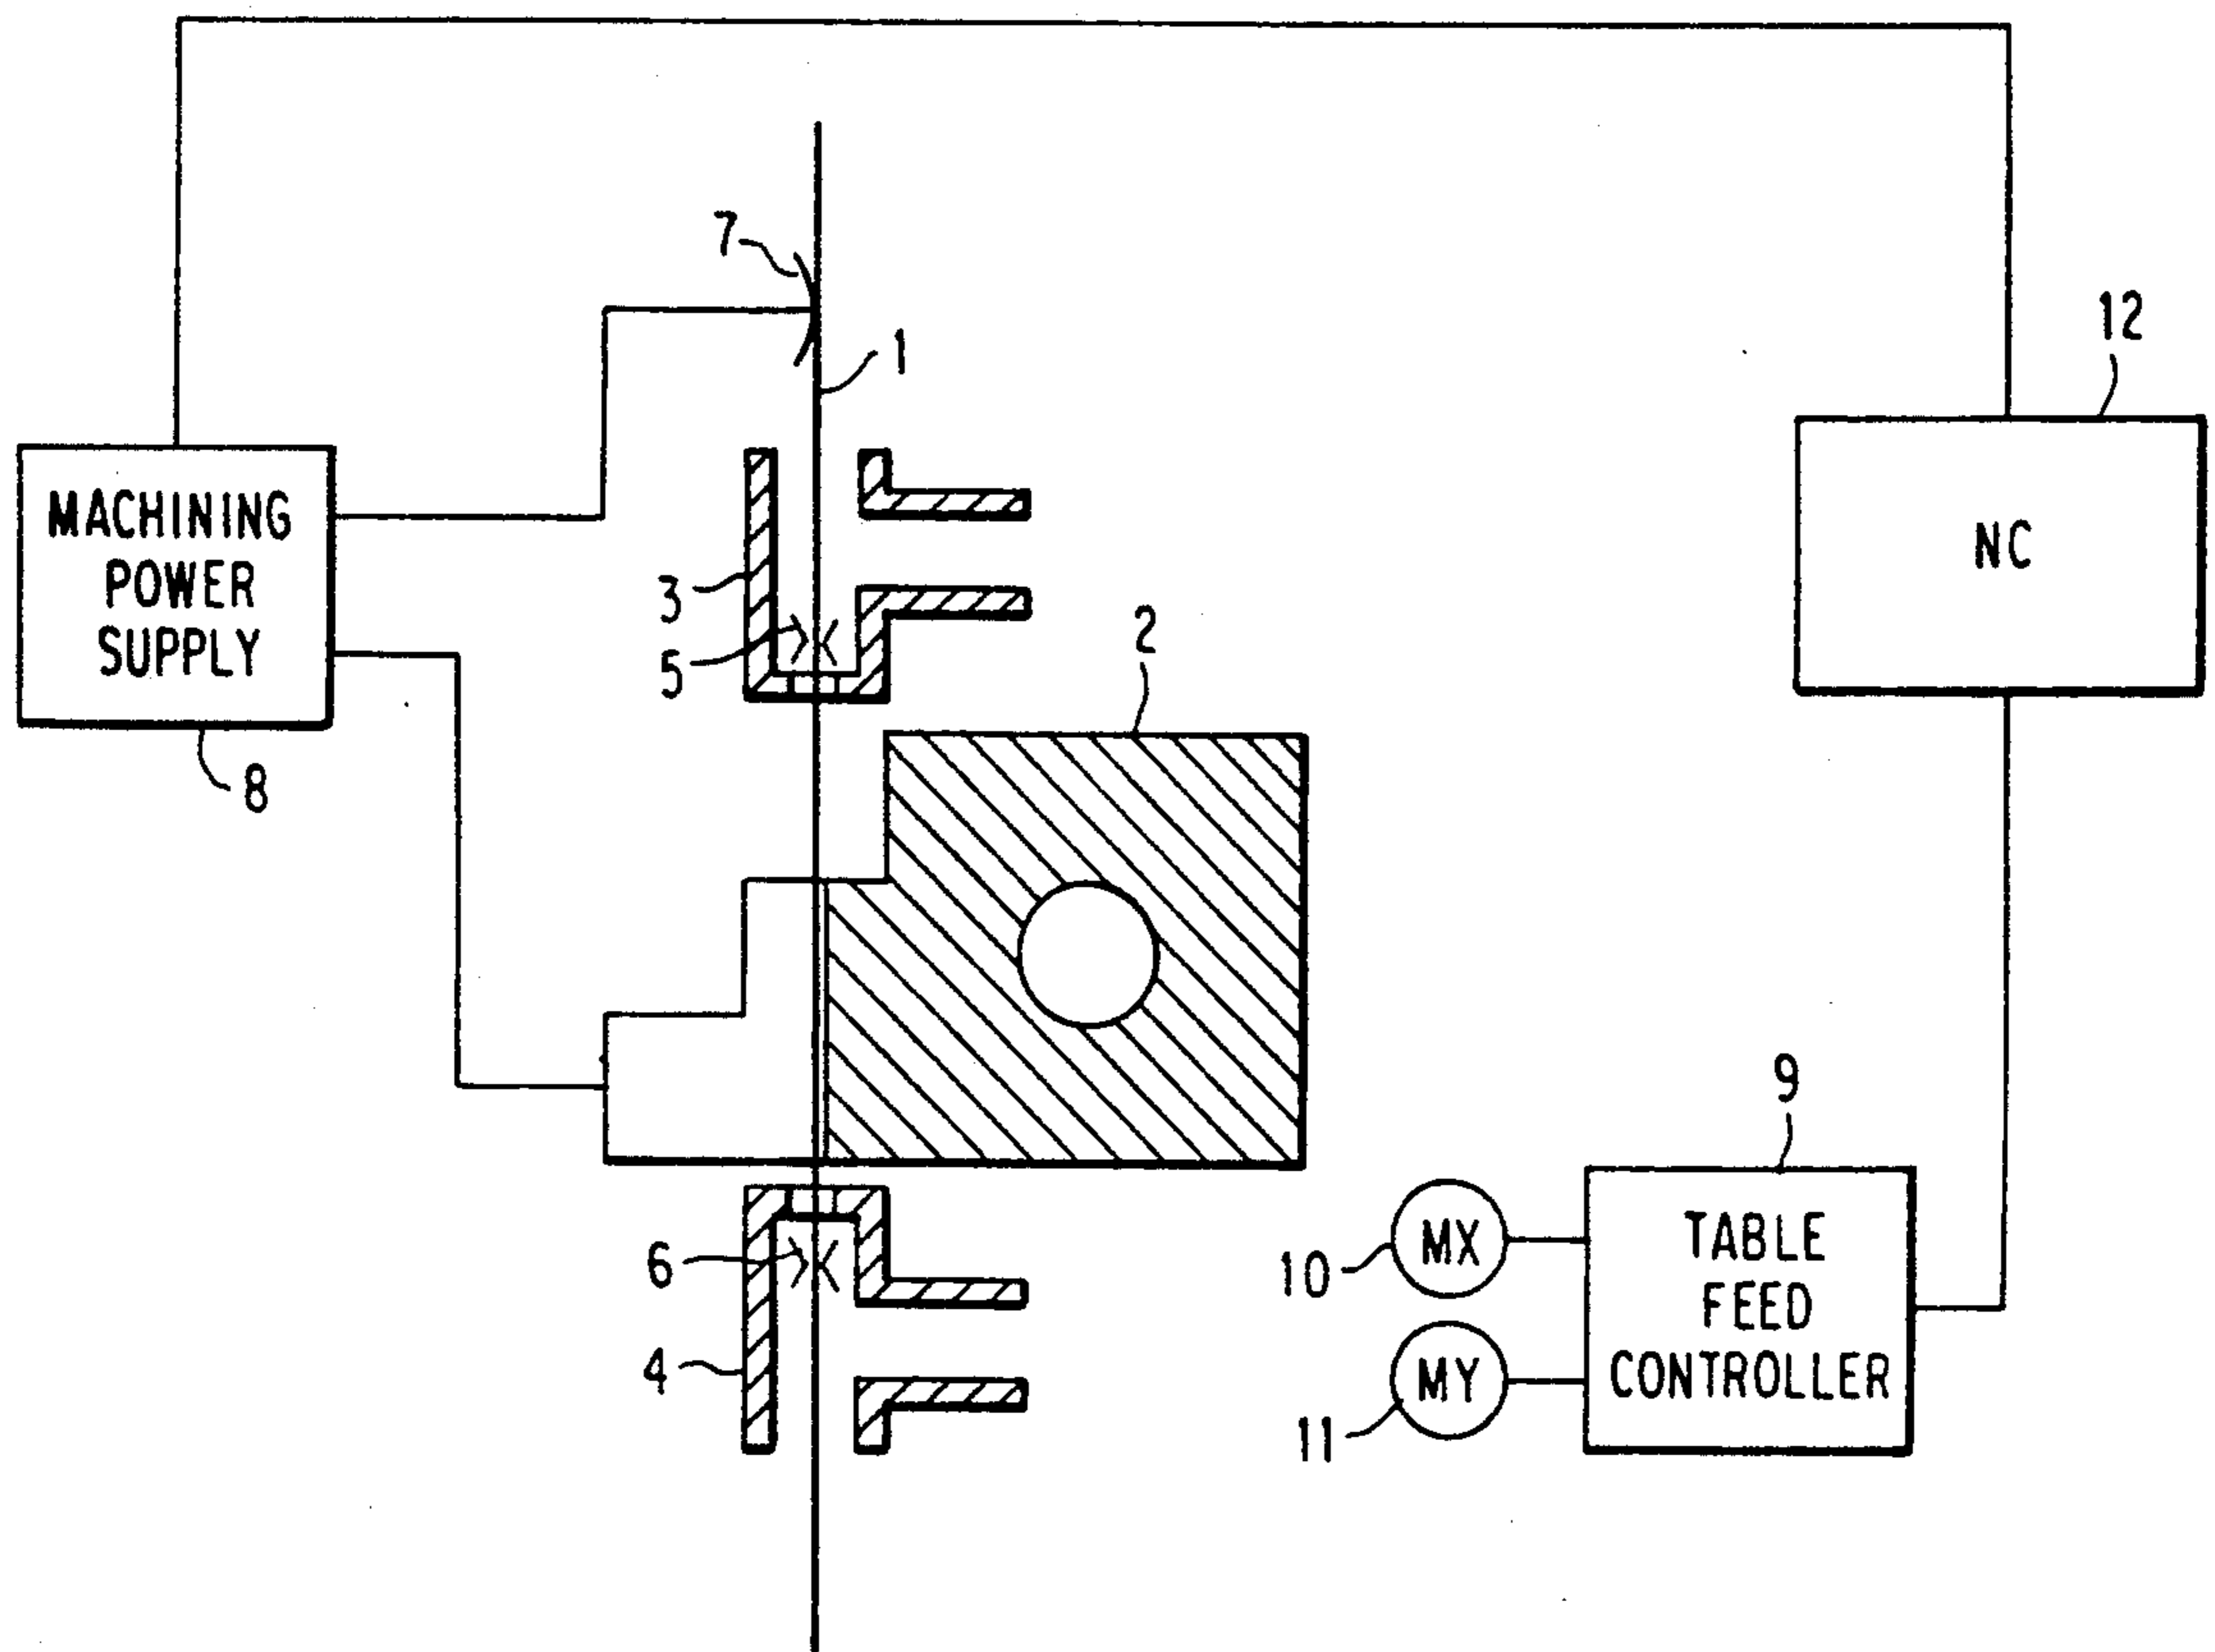 7
1
12
MACHINING
POWER
SUPPLY
NC
3
5
2
8
9
6
4
10
MX
11
MY
TABLE
FEED
CONTROLLER